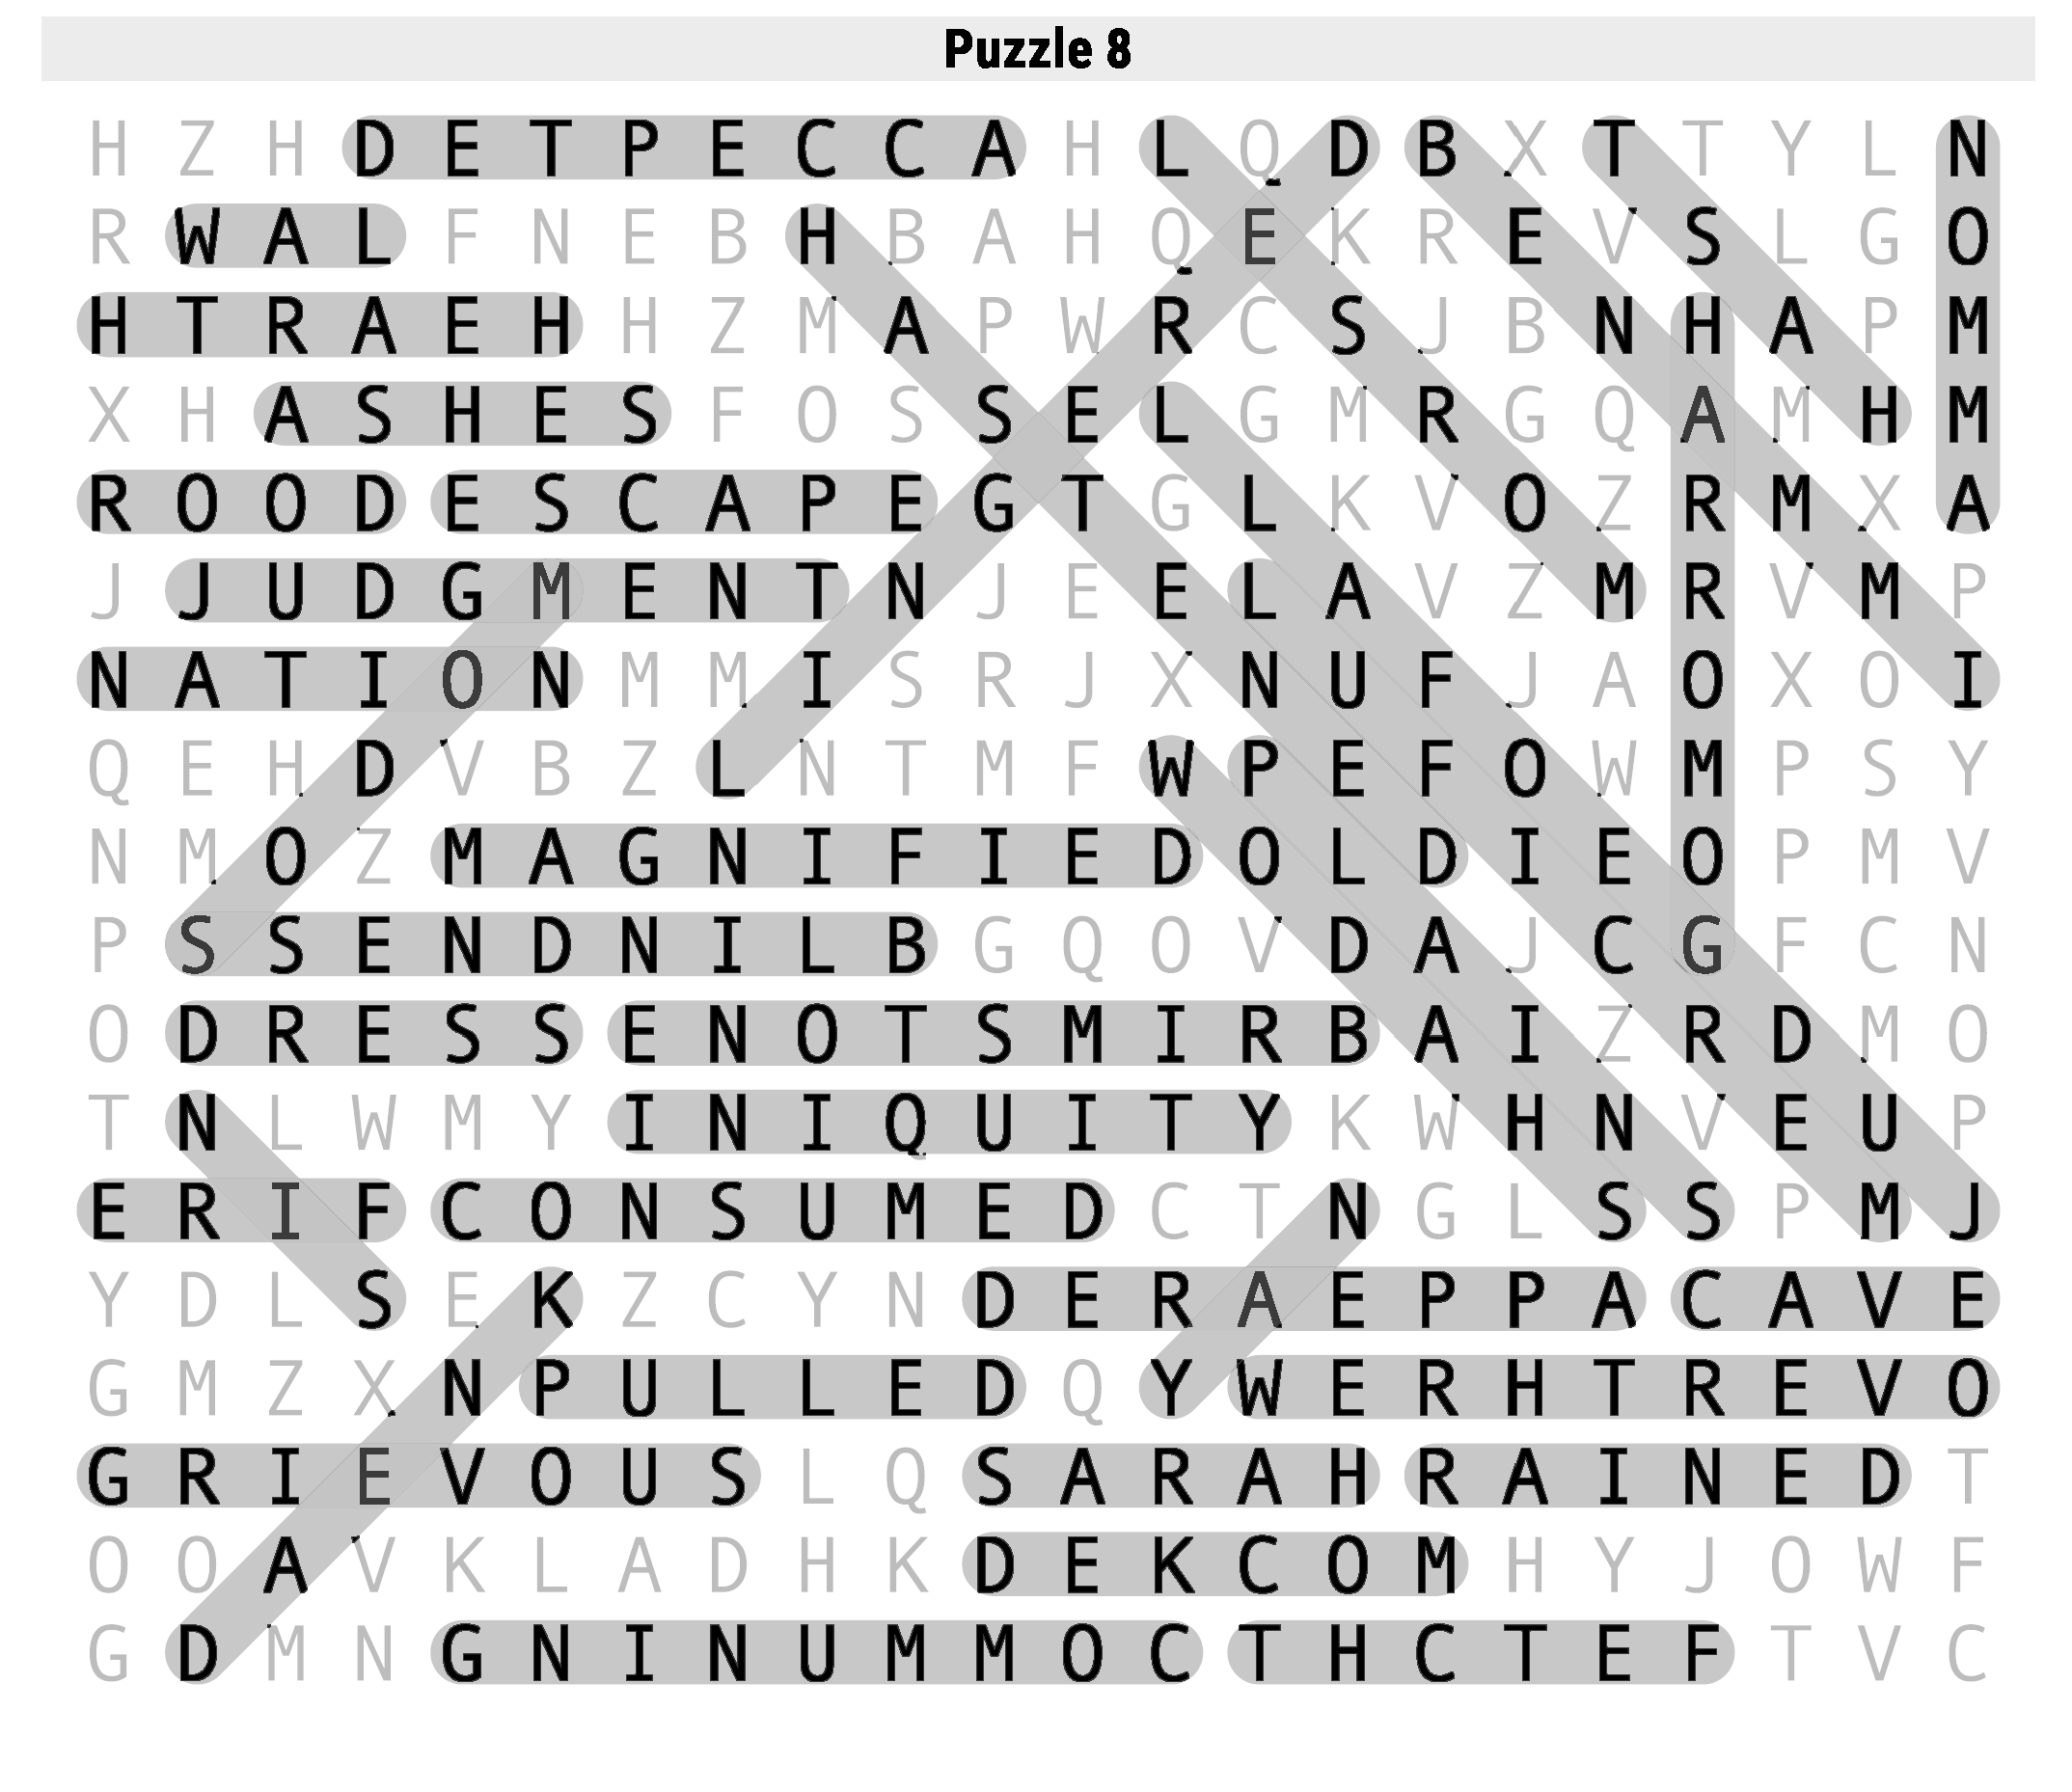 Puzzle 8
H Z H D E T P E C C A H L Q D B X T T Y L N
R W A L F N E B H B A H Q E K R E V S L G O
H T R A E H H Z M A P W R C S J B N H A P M
X H A S H E S F O S S E L G M R G Q A M H M
R O O D E S C A P E G T G L K V O Z R M X A
J J U D G M E N T N J E E L A V Z M R V M P
N A T I O N M M I S R J X N U F J A O X O I
Q E H D V B Z L N T M F W P E F O W M P S Y
N M O Z M A G N I F I E D O L D I E O P M V
P S S E N D N I L B G Q O V D A J C G F C N
O D R E S S E N O T S M I R B A I Z R D M O
T N L W M Y I N I Q U I T Y K W H N V E U P
E R I F C O N S U M E D C T N G L S S P M J
Y D L S E K Z C Y N D E R A E P P A C A V E
G M Z X N P U L L E D Q Y W E R H T R E V O
G R I E V O U S L Q S A R A H R A I N E D T
O O A V K L A D H K D E K C O M H Y J O W F
G D M N G N I N U M M O C T H C T E F T V C